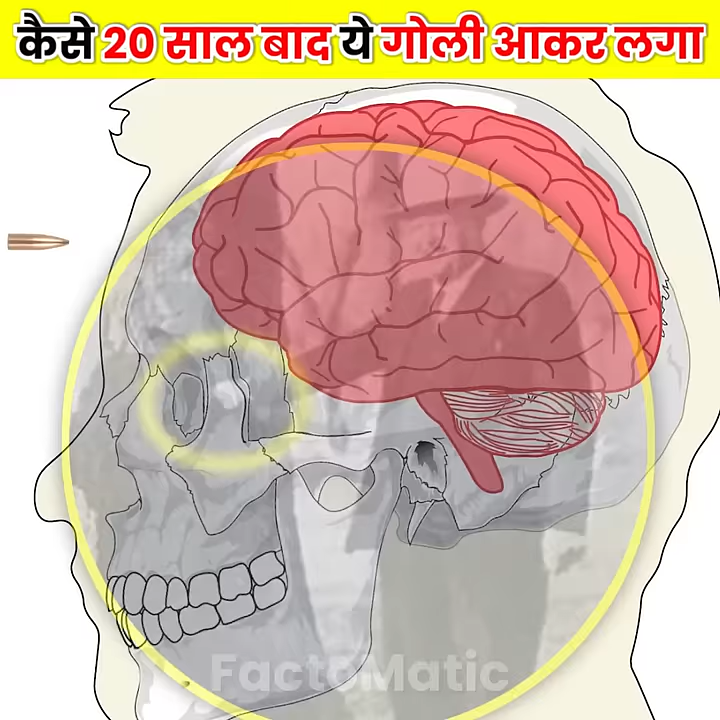 कैसे 20 साल बाद ये गोली आकर लगा
FactoMatic